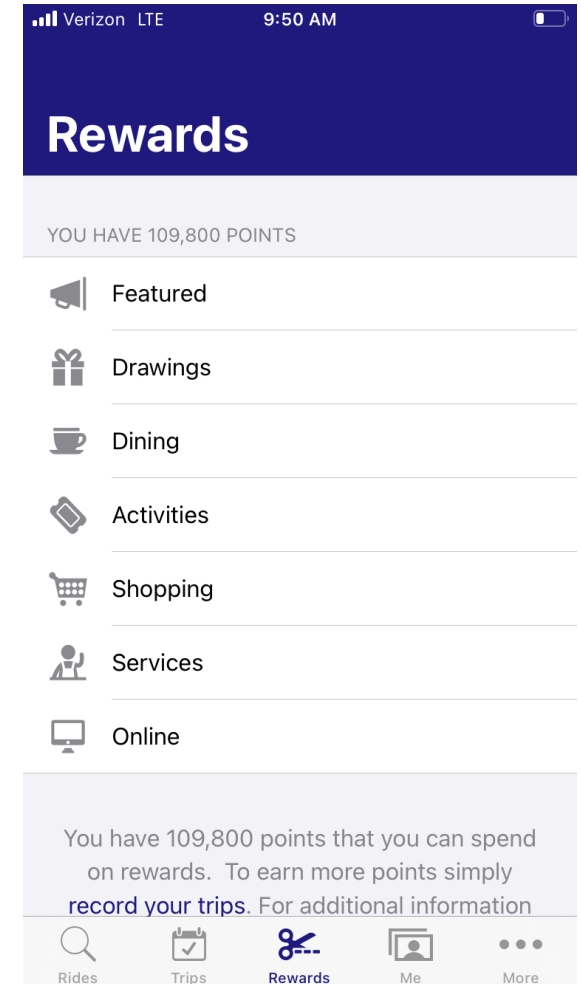 Verizon LTE 9:50 AM
Rewards
YOU HAVE 109,800 POINTS
Featured
Drawings
Dining
Activities
Shopping
Services
Online
You have 109,800 points that you can spend
on rewards. To earn more points simply
record your trips. For additional information
Rides Trips Rewards Me More